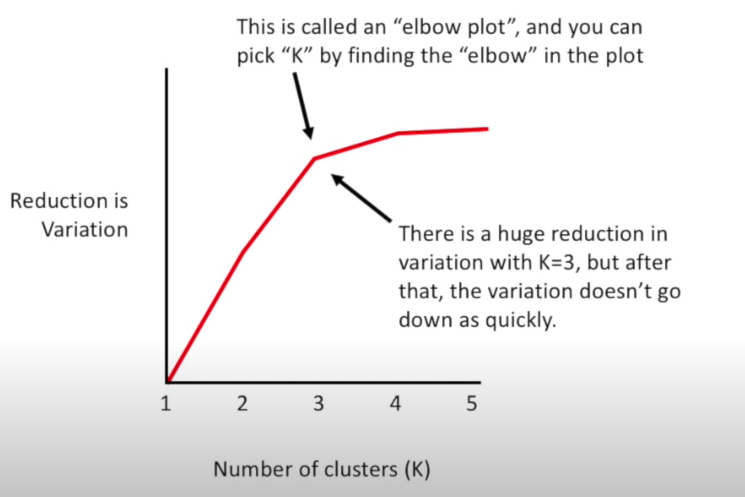 This is called an “elbow plot”, and you can
pick “K” by finding the “elbow” in the plot
Reduction is
Variation
There is a huge reduction in
variation with K=3, but after
that, the variation doesn’t go
down as quickly.
1 2 3 4 5
Number of clusters (K)